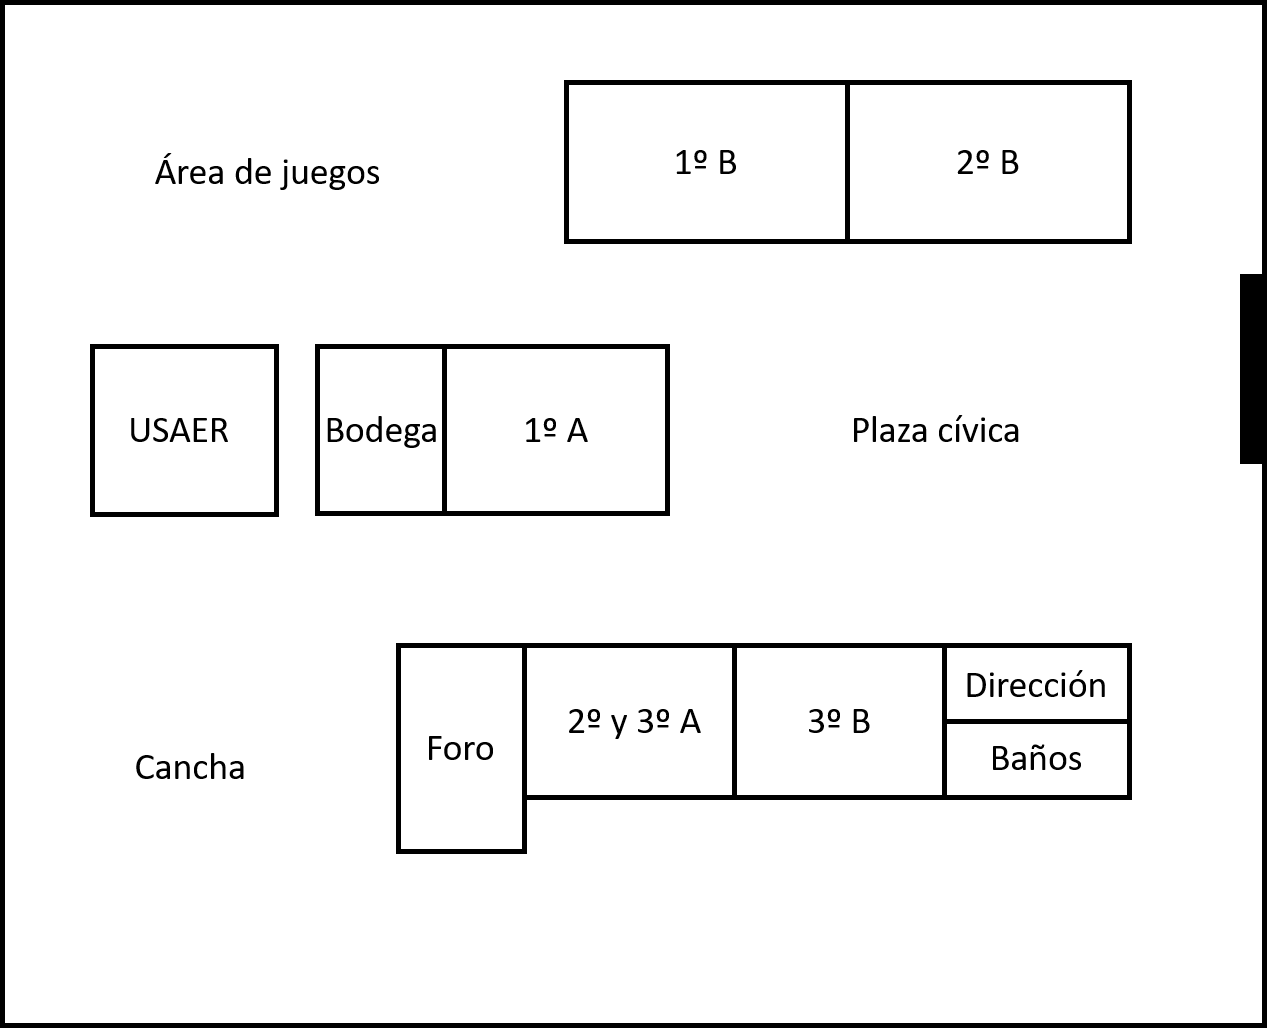 Área de juegos
1º B
2º B
USAER
Bodega
1º A
Plaza cívica
Cancha
Foro
2º y 3º A
3º B
Dirección
Baños